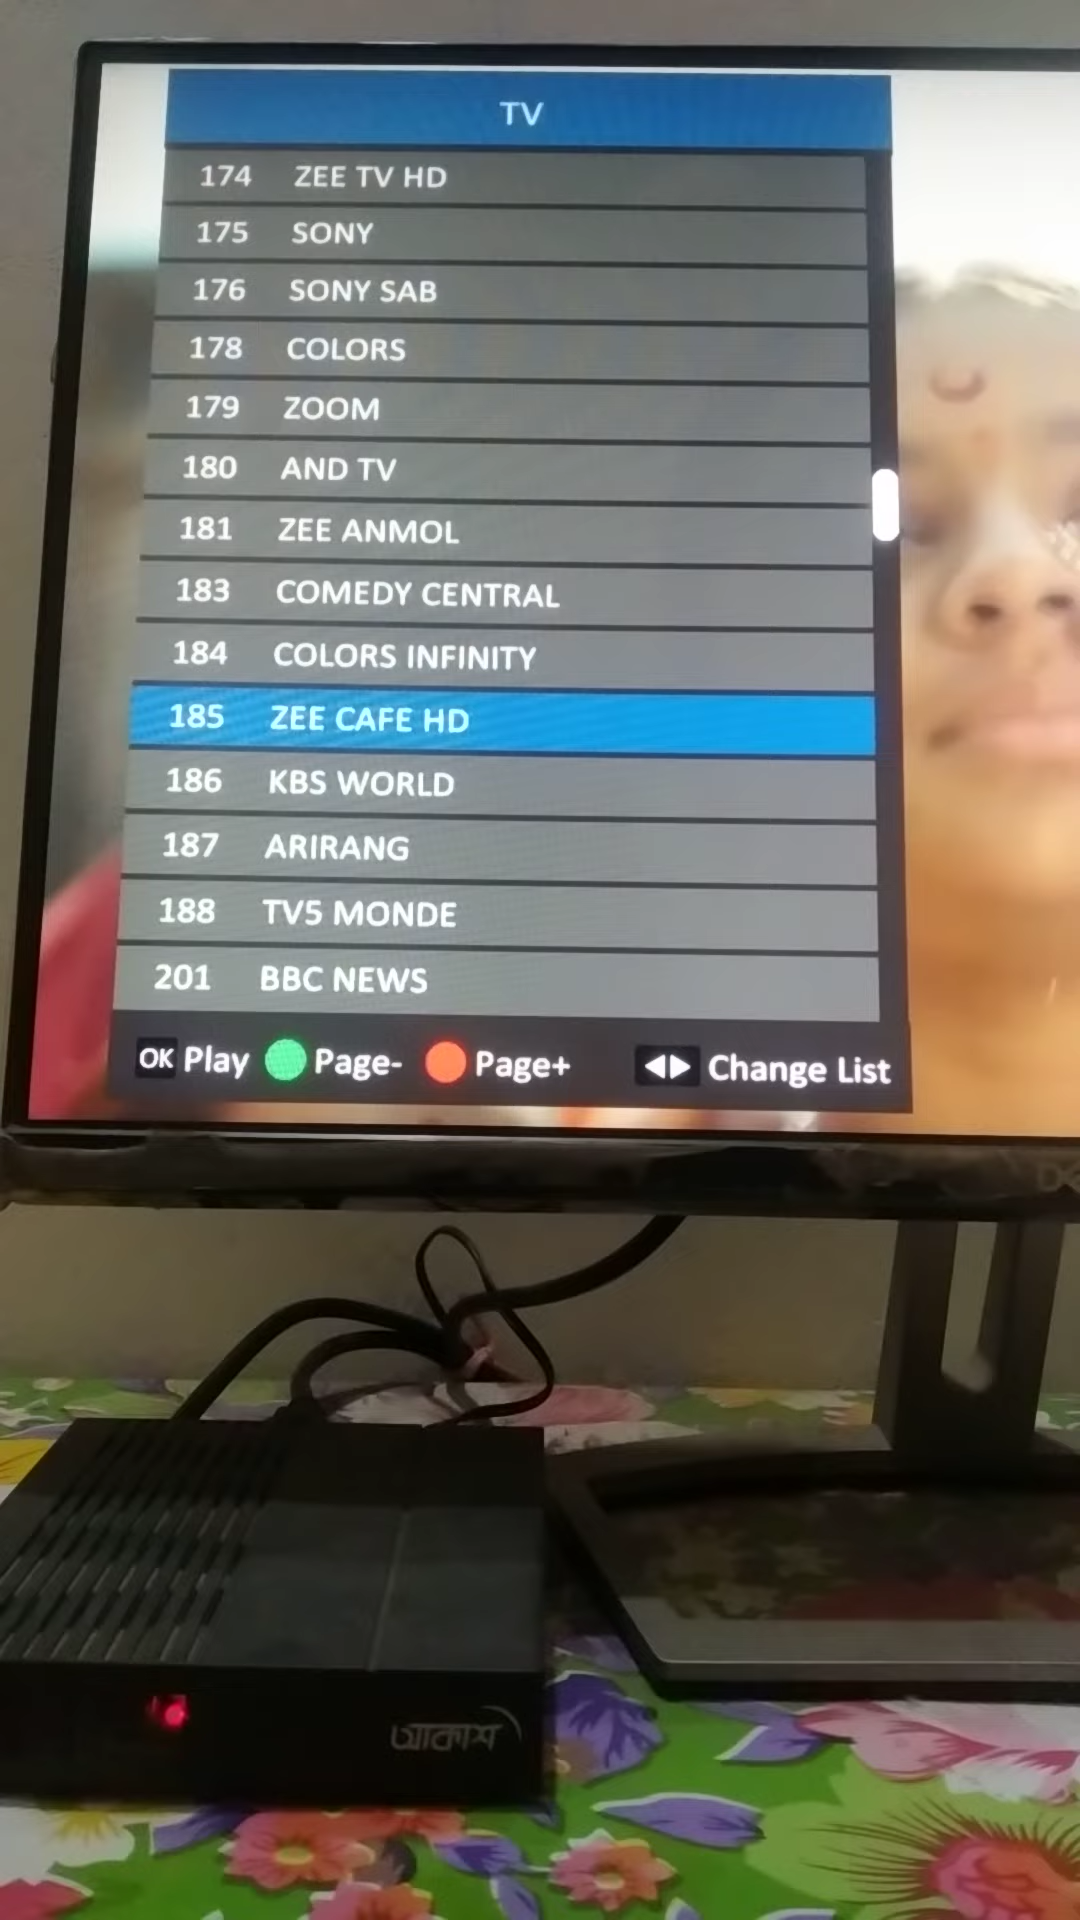 TV
174 ZEE TV HD
175 SONY
176 SONY SAB
178 COLORS
179 ZOOM
180 AND TV
181 ZEE ANMOL
183 COMEDY CENTRAL
184 COLORS INFINITY
185 ZEE CAFE HD
186 KBS WORLD
187 ARIRANG
188 TV5 MONDE
201 BBC NEWS
OK Play Page- Page+ Change List
আকাশ